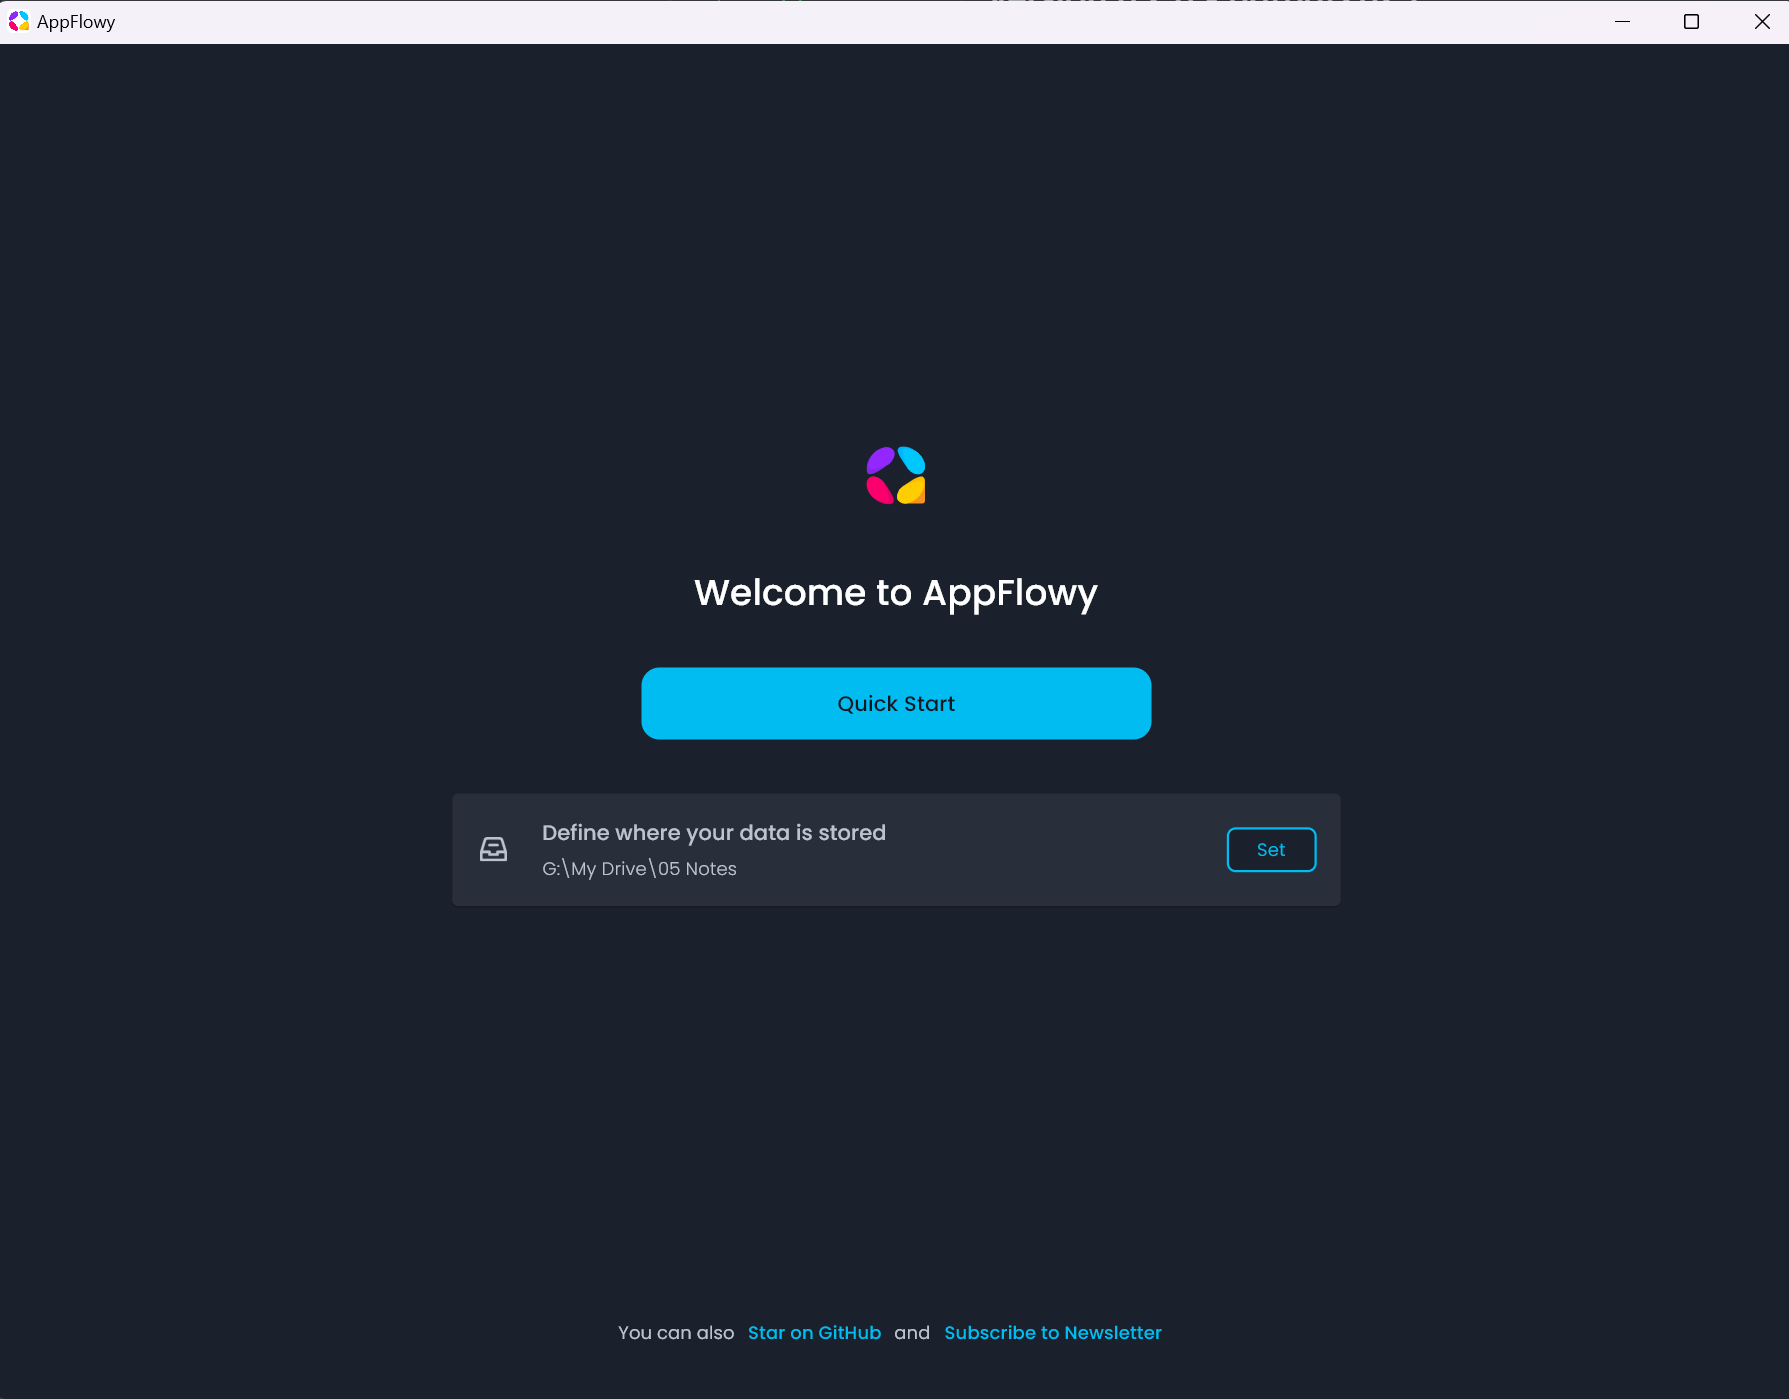 AppFlowy
Welcome to AppFlowy
Quick Start
Define where your data is stored
G:\My Drive\05 Notes
Set
You can also Star on GitHub and Subscribe to Newsletter